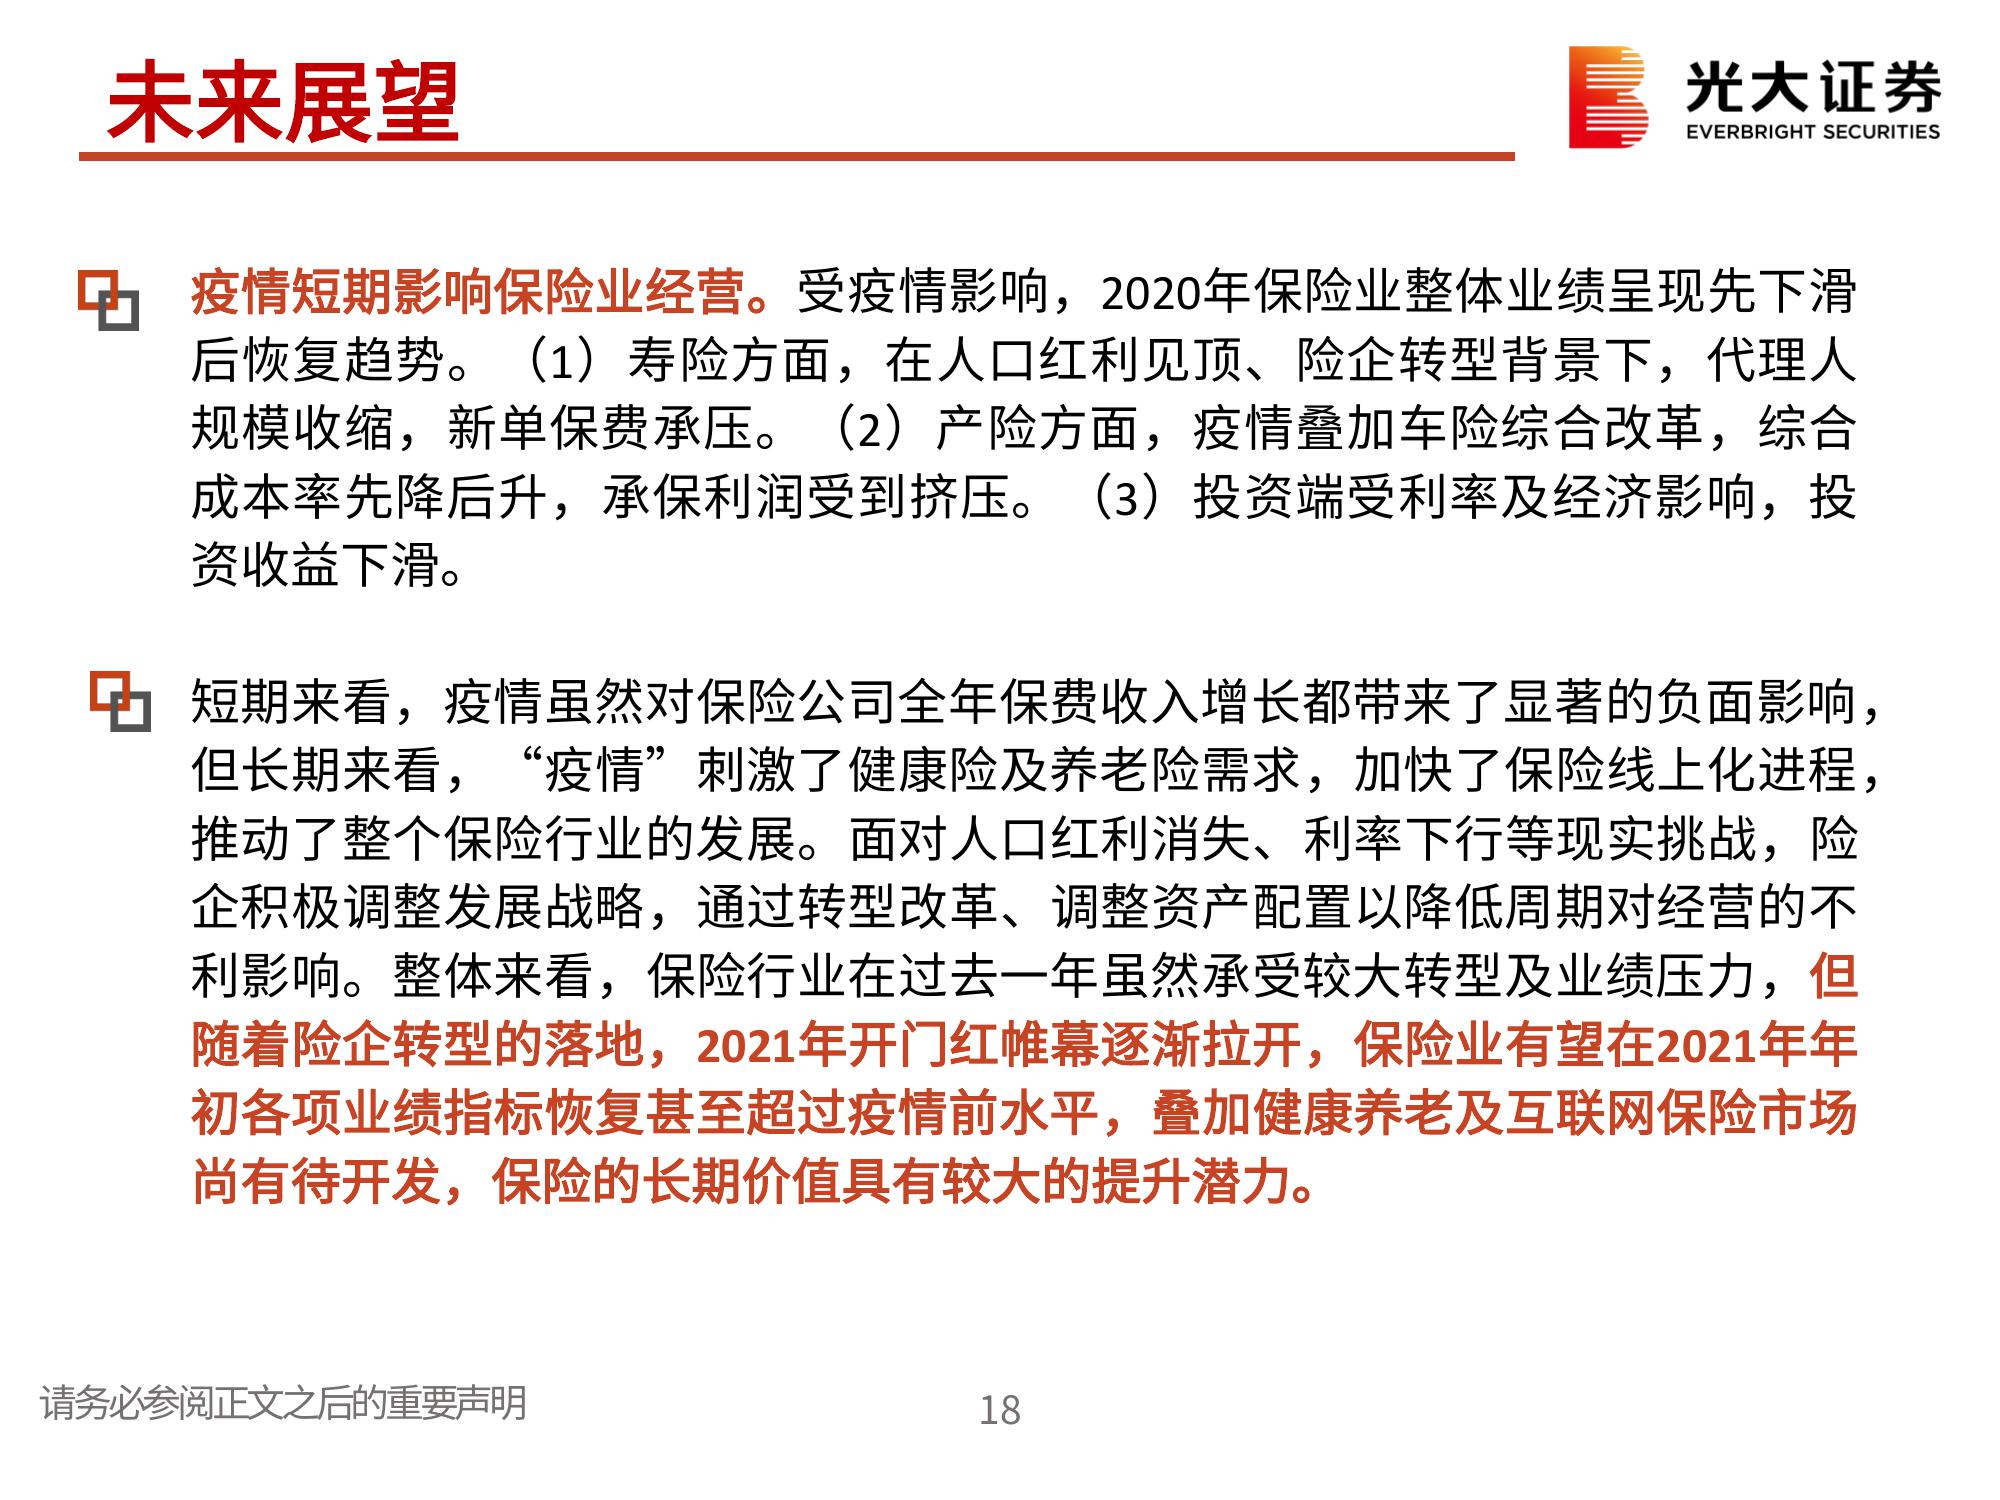 未来展望
光大证券
EVERBRIGHT SECURITIES
疫情短期影响保险业经营。受疫情影响，2020年保险业整体业绩呈现先下滑
后恢复趋势。（1）寿险方面，在人口红利见顶、险企转型背景下，代理人
规模收缩，新单保费承压。（2）产险方面，疫情叠加车险综合改革，综合
成本率先降后升，承保利润受到挤压。（3）投资端受利率及经济影响，投
资收益下滑。
短期来看，疫情虽然对保险公司全年保费收入增长都带来了显著的负面影响，
但长期来看，“疫情”刺激了健康险及养老险需求，加快了保险线上化进程，
推动了整个保险行业的发展。面对人口红利消失、利率下行等现实挑战，险
企积极调整发展战略，通过转型改革、调整资产配置以降低周期对经营的不
利影响。整体来看，保险行业在过去一年虽然承受较大转型及业绩压力，但
随着险企转型的落地，2021年开门红帷幕逐渐拉开，保险业有望在2021年年
初各项业绩指标恢复甚至超过疫情前水平，叠加健康养老及互联网保险市场
尚有待开发，保险的长期价值具有较大的提升潜力。
请务必参阅正文之后的重要声明
18